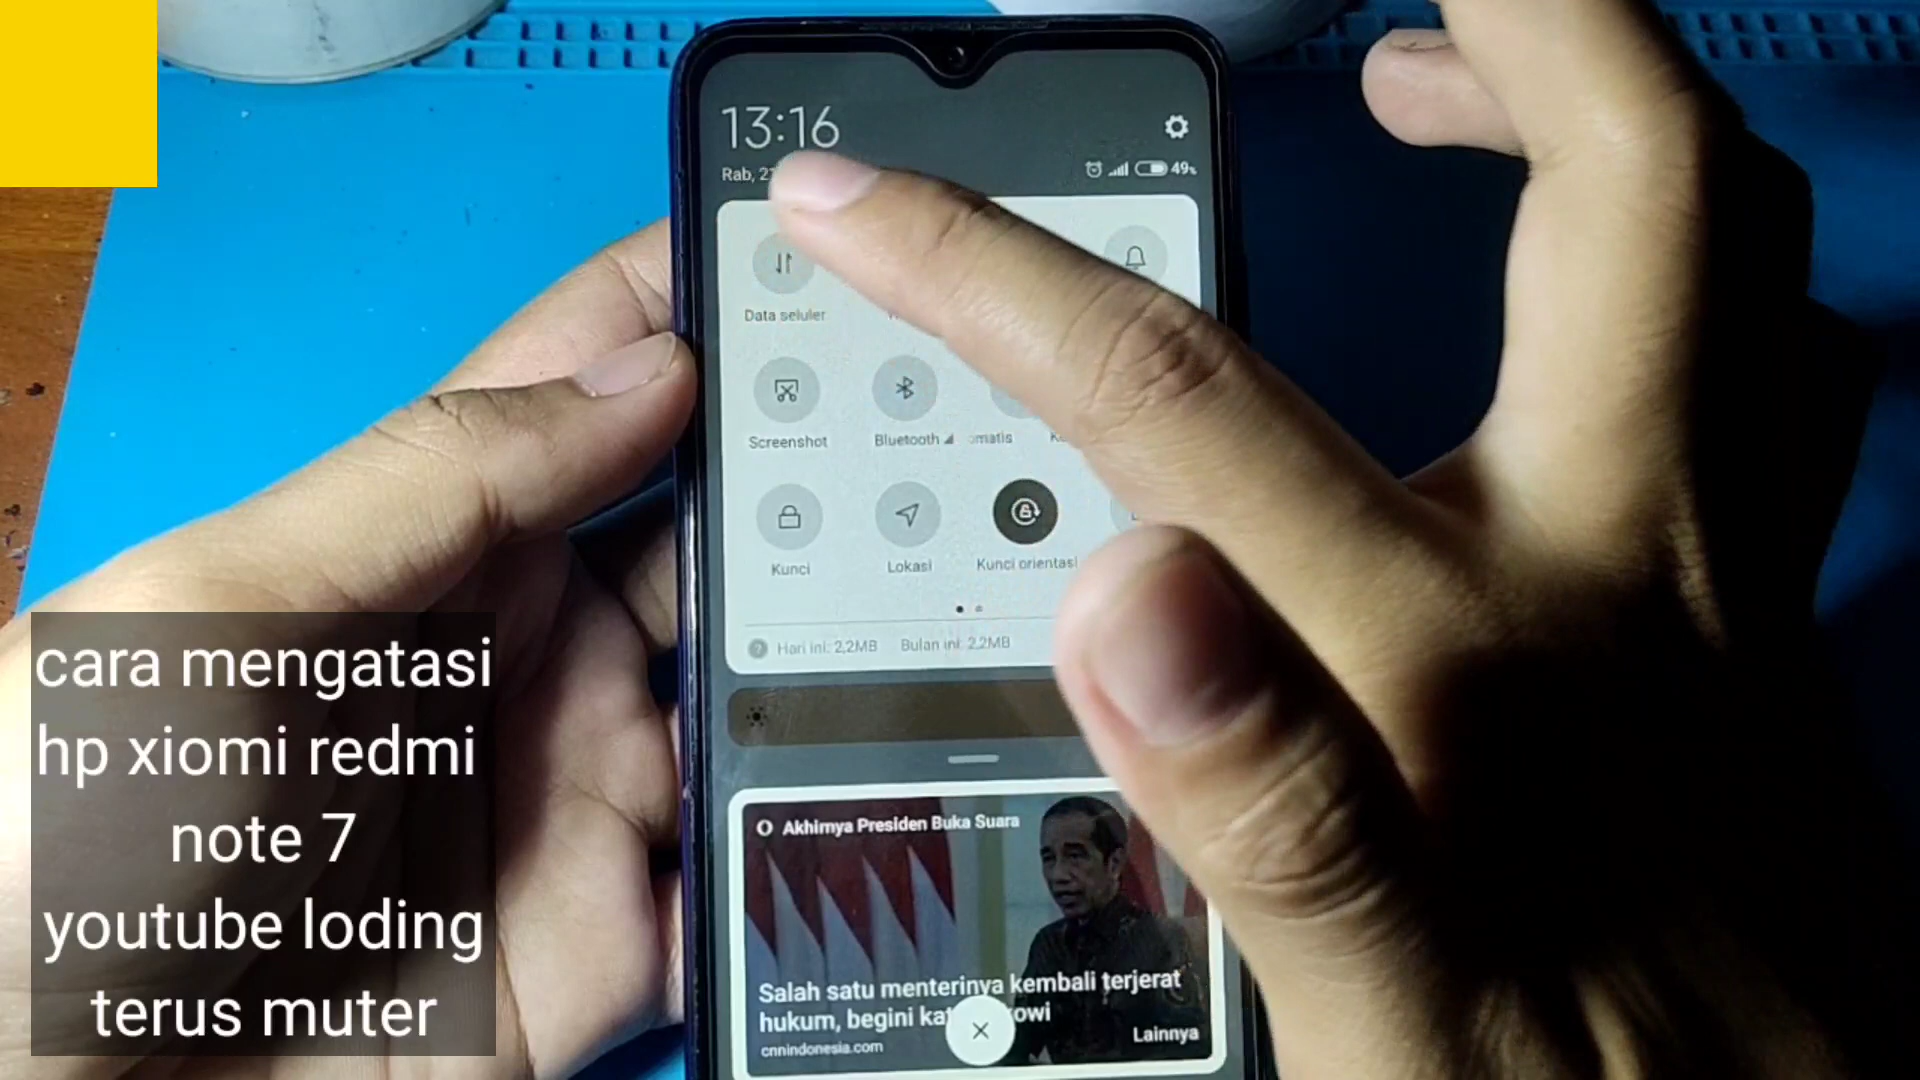 13:16
Rab, 2
49%
Data seluler
Screenshot
Bluetooth
omatis
Kunci
Lokasi
Kunci orientasi
Hari ini: 2,2MB Bulan ini: 2,2MB
Akhirnya Presiden Buka Suara
Salah satu menterinya kembali terjerat
hukum, begini
cnnindonesia.com
Lainnya
cara mengatasi
hp xiomi redmi
note 7
youtube loding
terus muter